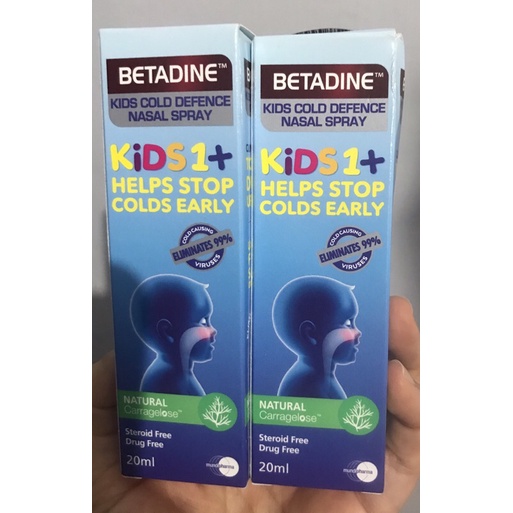 BETADINE™
KIDS COLD DEFENCE
NASAL SPRAY
KiDS 1+
HELPS STOP
COLDS EARLY
COLD CAUSING
ELIMINATES 99%
VIRUSES
NATURAL
Carragelose™
Steroid Free
Drug Free
20ml
mundipharma
BETADINE™
KIDS COLD DEFENCE
NASAL SPRAY
KiDS 1+
HELPS STOP
COLDS EARLY
COLD CAUSING
ELIMINATES 99%
VIRUSES
NATURAL
Carragelose™
Steroid Free
Drug Free
20ml
mundipharma